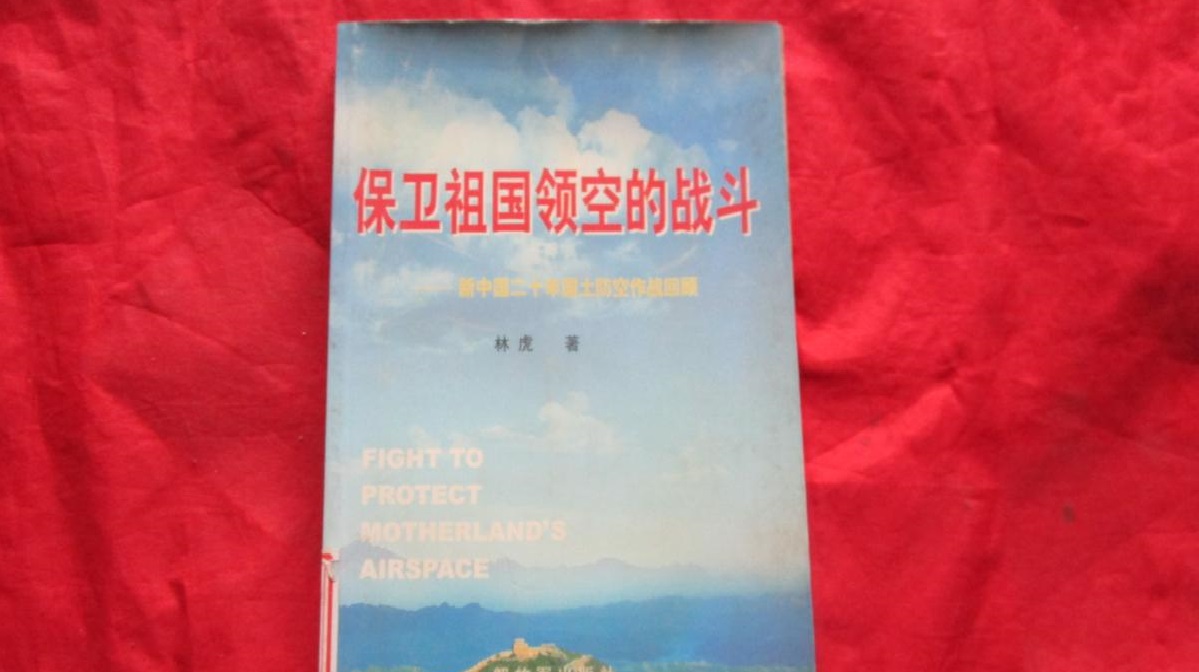 保卫祖国领空的战斗
——新中国二十年国土防空作战回顾
林虎 著
FIGHT TO
PROTECT
MOTHERLAND'S
AIRSPACE